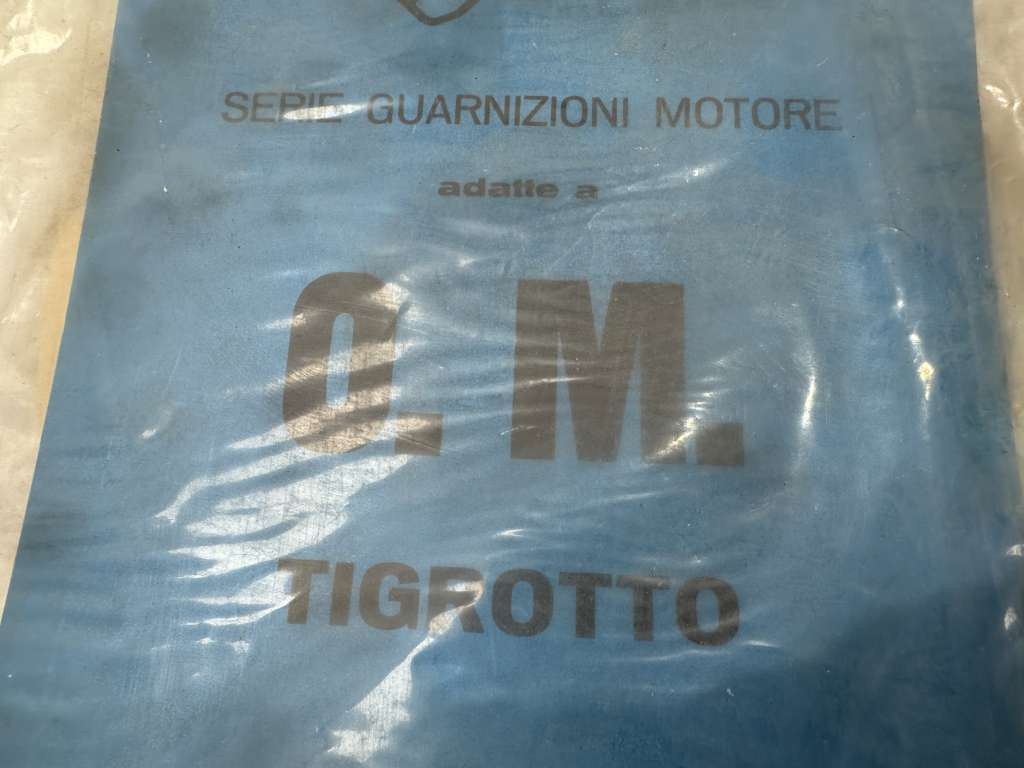 SERIE GUARNIZIONI MOTORE
adatte a
O. M.
TIGROTTO